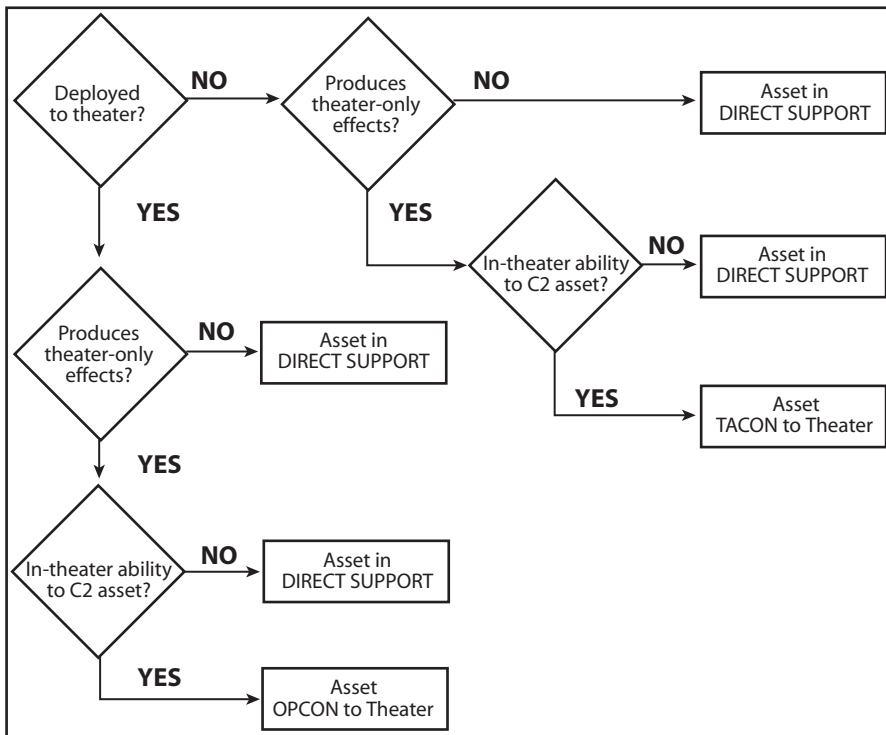 Deployed
to theater?
NO
Produces
theater-only
effects?
NO
Asset in
DIRECT SUPPORT
YES
YES
In-theater ability
to C2 asset?
NO
Asset in
DIRECT SUPPORT
Produces
theater-only
effects?
NO
Asset in
DIRECT SUPPORT
YES
Asset
TACON to Theater
YES
In-theater ability
to C2 asset?
NO
Asset in
DIRECT SUPPORT
YES
Asset
OPCON to Theater